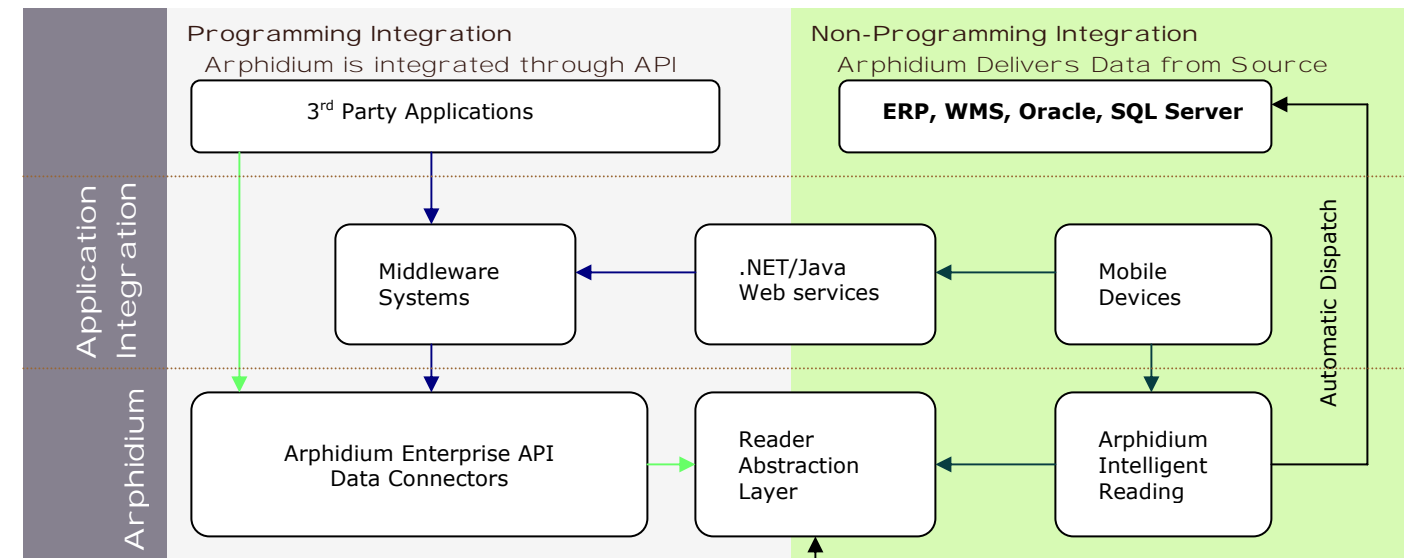 Programming Integration
Arphidium is integrated through API
Non-Programming Integration
Arphidium Delivers Data from Source
3rd Party Applications
ERP, WMS, Oracle, SQL Server
Application
Integration
Middleware
Systems
.NET/Java
Web services
Mobile
Devices
Automatic Dispatch
Arphidium
Arphidium Enterprise API
Data Connectors
Reader
Abstraction
Layer
Arphidium
Intelligent
Reading